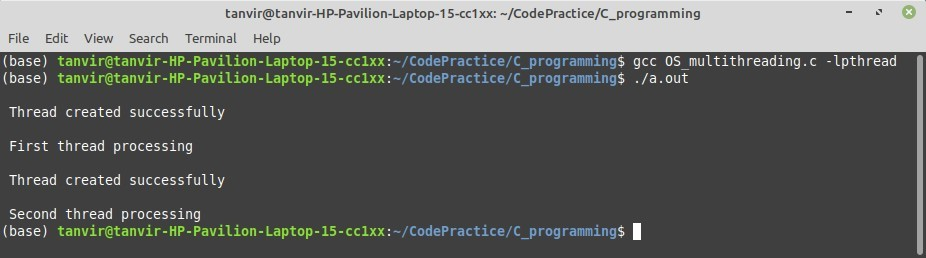 tanvir@tanvir-HP-Pavilion-Laptop-15-cc1xx: ~/CodePractice/C_programming
File Edit View Search Terminal Help
(base) tanvir@tanvir-HP-Pavilion-Laptop-15-cc1xx:~/CodePractice/C_programming$ gcc OS_multithreading.c -lpthread
(base) tanvir@tanvir-HP-Pavilion-Laptop-15-cc1xx:~/CodePractice/C_programming$ ./a.out
Thread created successfully
First thread processing
Thread created successfully
Second thread processing
(base) tanvir@tanvir-HP-Pavilion-Laptop-15-cc1xx:~/CodePractice/C_programming$